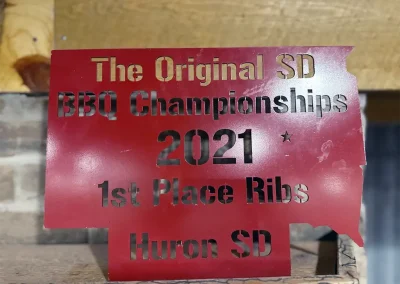 The Original SD
BBQ Championships
2021
1st Place Ribs
Huron SD